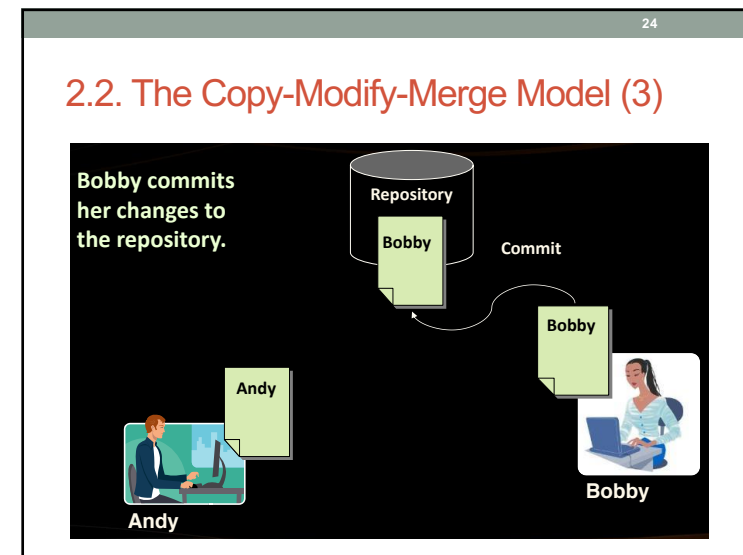 24
2.2. The Copy-Modify-Merge Model (3)
Bobby commits
her changes to
the repository.
Repository
Bobby
Commit
Bobby
Andy
Bobby
Andy